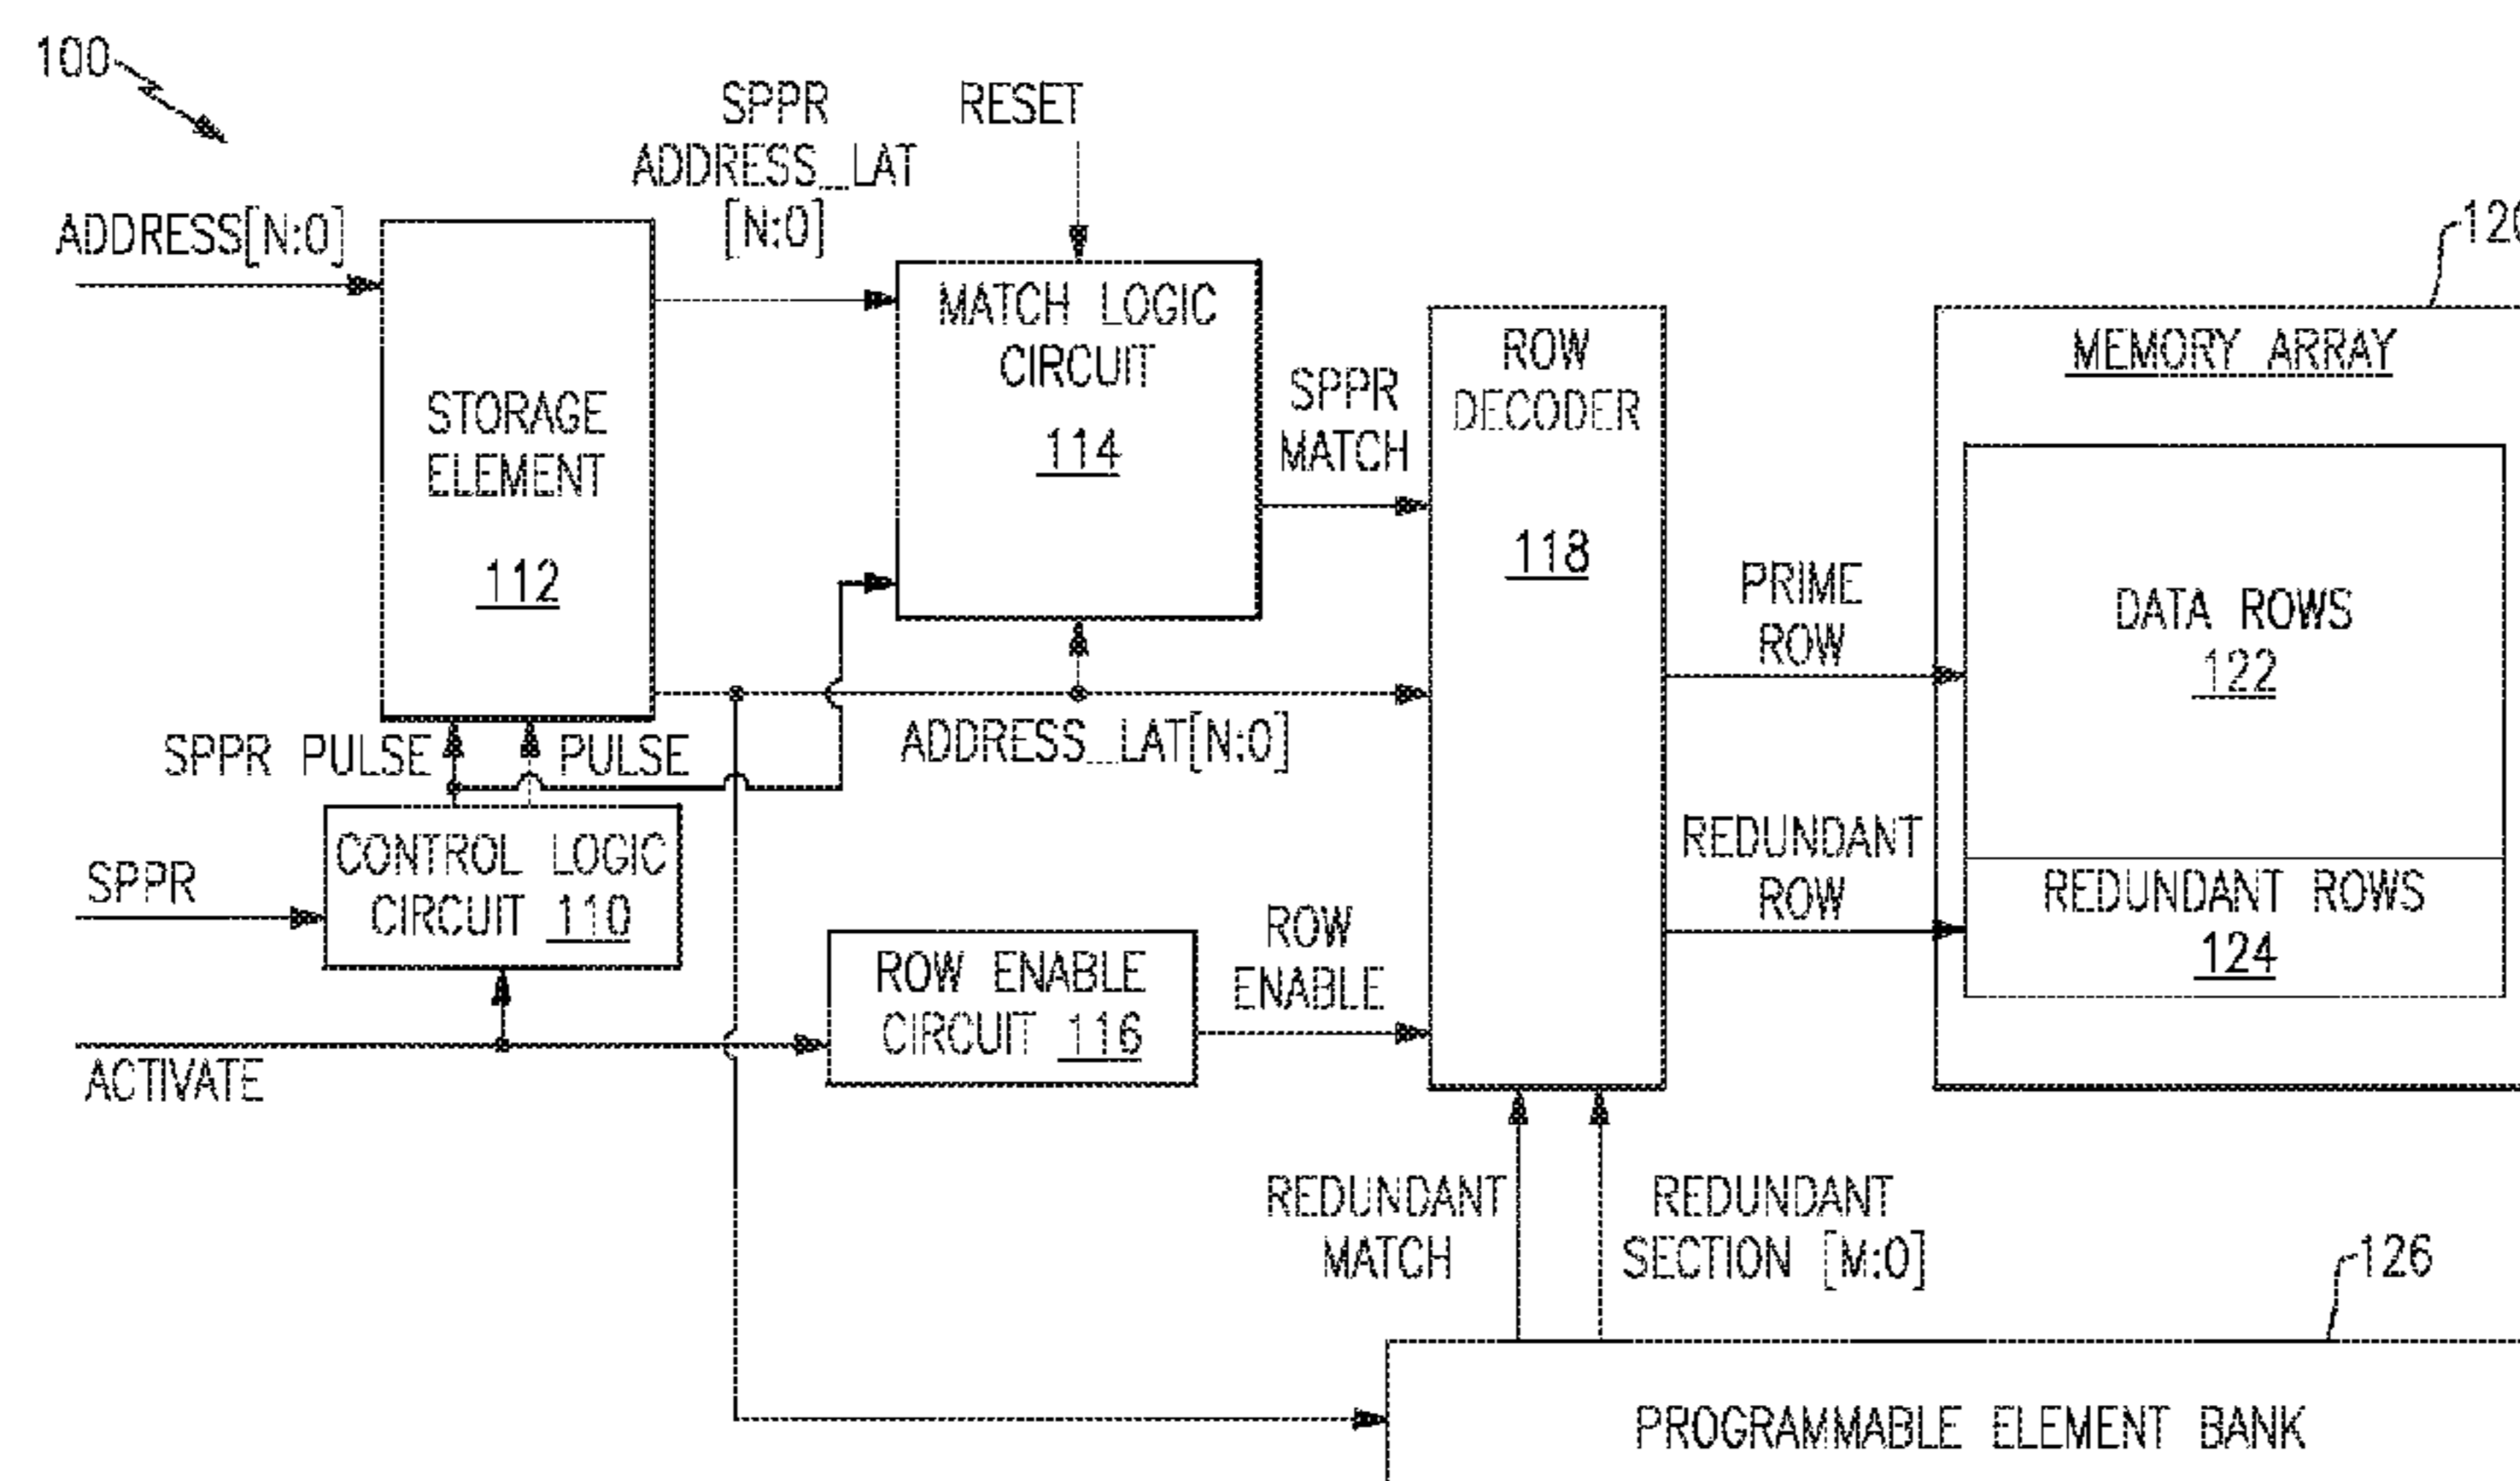 100
SPPR
ADDRESS_LAT
[N:0]
RESET
ADDRESS[N:0]
STORAGE
ELEMENT
112
MATCH LOGIC
CIRCUIT
114
SPPR
MATCH
ROW
DECODER
118
MEMORY ARRAY
PRIME
ROW
DATA ROWS
122
SPPR PULSE
PULSE
ADDRESS_LAT[N:0]
CONTROL LOGIC
CIRCUIT 110
SPPR
REDUNDANT
ROW
REDUNDANT ROWS
124
ROW ENABLE
CIRCUIT 116
ROW
ENABLE
ACTIVATE
REDUNDANT
MATCH
REDUNDANT
SECTION [M:0]
126
PROGRAMMABLE ELEMENT BANK